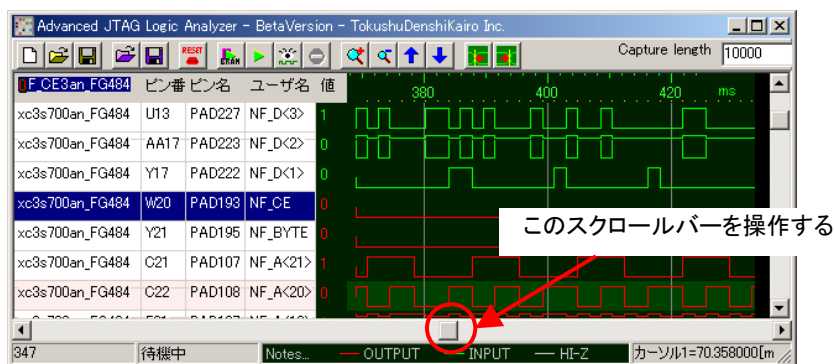 Advanced JTAG Logic Analyzer - BetaVersion - TokushuDenshiKairo Inc.
RESET ERAM Capture length 10000
F_CE3an_FG484 ピン番 ピン名 ユーザ名 値 380 400 420 ms
xc3s700an_FG484 U13 PAD227 NF_D<3> 1
xc3s700an_FG484 AA17 PAD223 NF_D<2> 0
xc3s700an_FG484 Y17 PAD222 NF_D<1> 0
xc3s700an_FG484 W20 PAD193 NF_CE 0
xc3s700an_FG484 Y21 PAD195 NF_BYTE 0
このスクロールバーを操作する
xc3s700an_FG484 C21 PAD107 NF_A<21> 1
xc3s700an_FG484 C22 PAD108 NF_A<20> 0
347 待機中 Notes... OUTPUT INPUT HI-Z カーソル1=70.358000[m